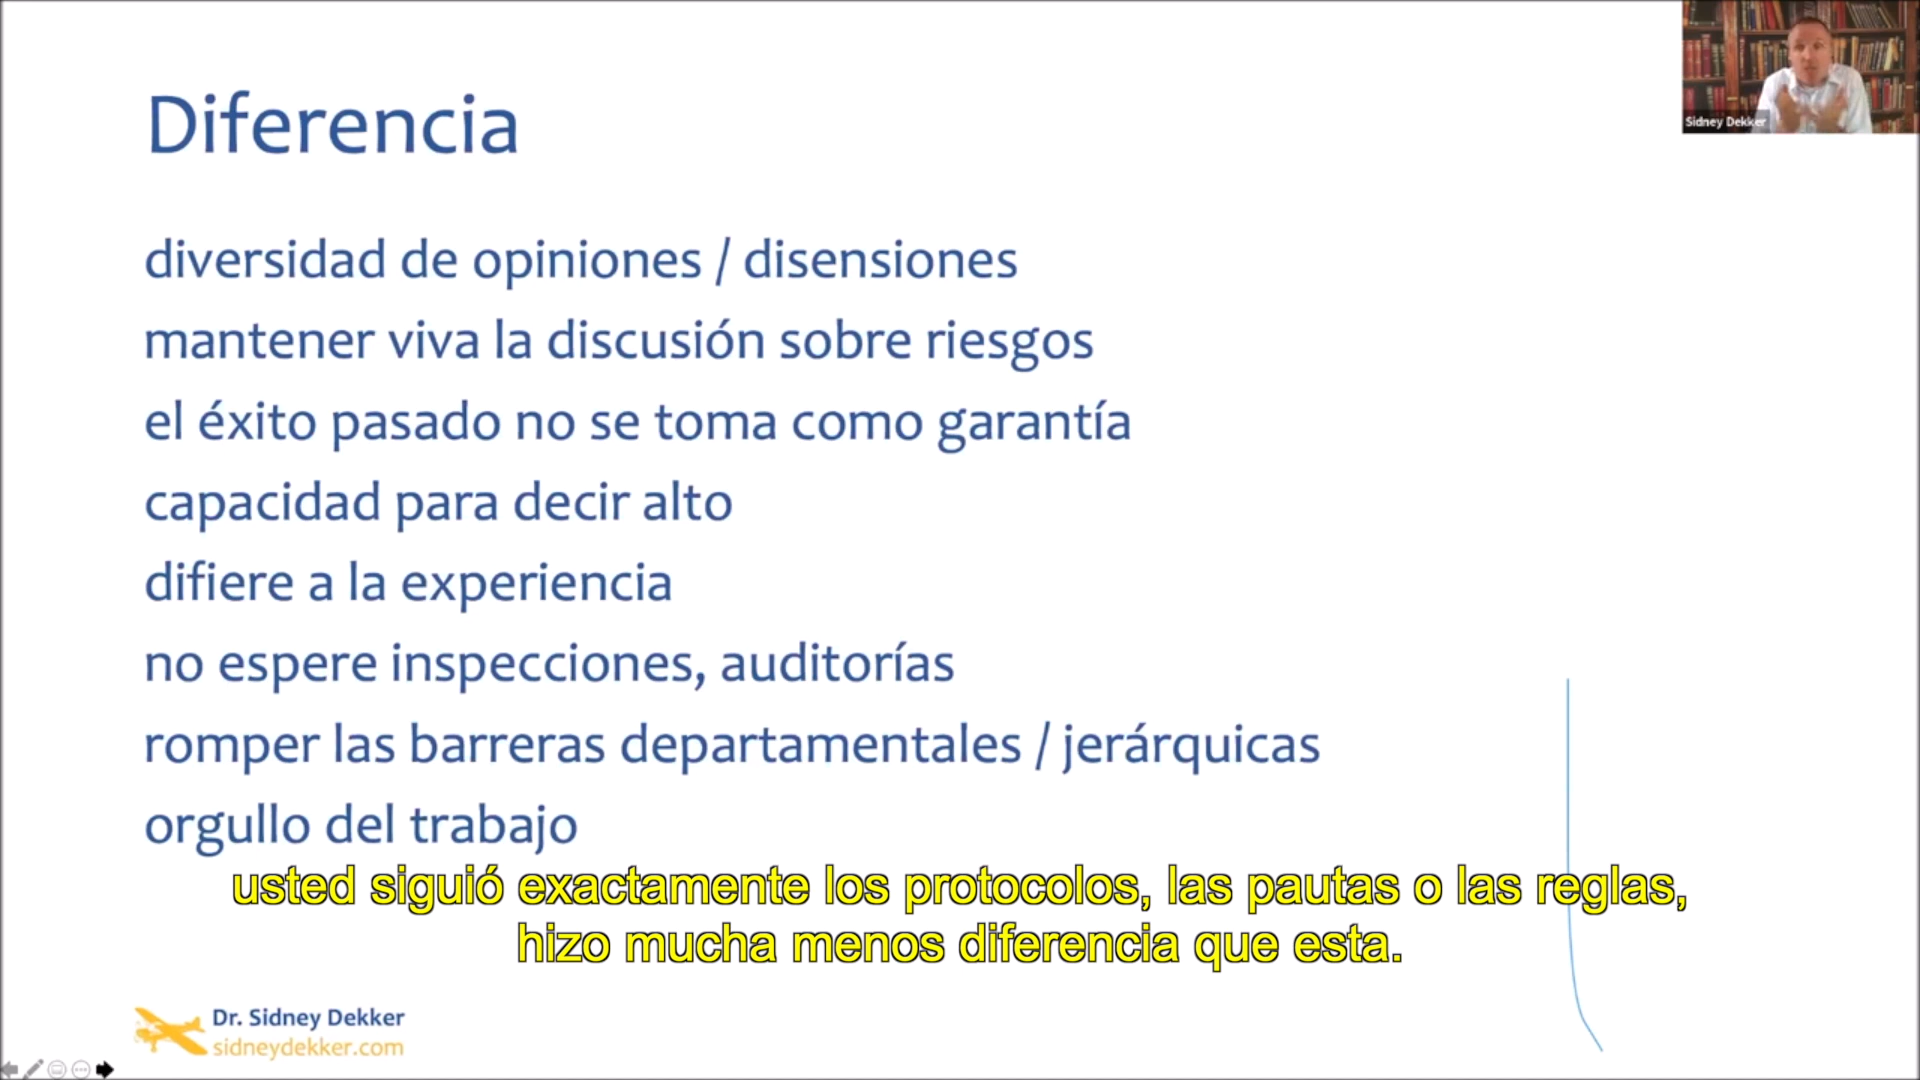 Sidney Dekker
Diferencia
diversidad de opiniones / disensiones
mantener viva la discusión sobre riesgos
el éxito pasado no se toma como garantía
capacidad para decir alto
difiere a la experiencia
no espere inspecciones, auditorías
romper las barreras departamentales / jerárquicas
orgullo del trabajo
usted siguió exactamente los protocolos, las pautas o las reglas,
hizo mucha menos diferencia que esta.
Dr. Sidney Dekker
sidneydekker.com